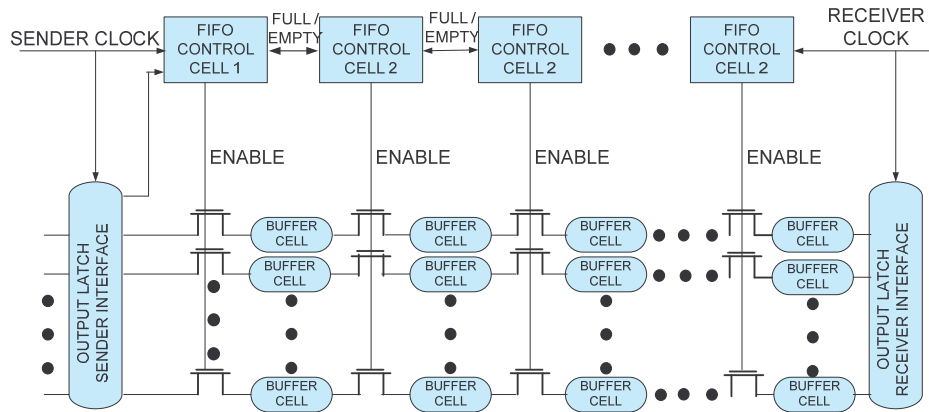 SENDER CLOCK
FIFO
CONTROL
CELL 1
FULL /
EMPTY
FIFO
CONTROL
CELL 2
FULL /
EMPTY
FIFO
CONTROL
CELL 2
FIFO
CONTROL
CELL 2
RECEIVER
CLOCK
ENABLE
ENABLE
ENABLE
ENABLE
OUTPUT LATCH
SENDER INTERFACE
BUFFER
CELL
BUFFER
CELL
BUFFER
CELL
BUFFER
CELL
BUFFER
CELL
BUFFER
CELL
BUFFER
CELL
BUFFER
CELL
BUFFER
CELL
BUFFER
CELL
BUFFER
CELL
BUFFER
CELL
OUTPUT LATCH
RECEIVER INTERFACE